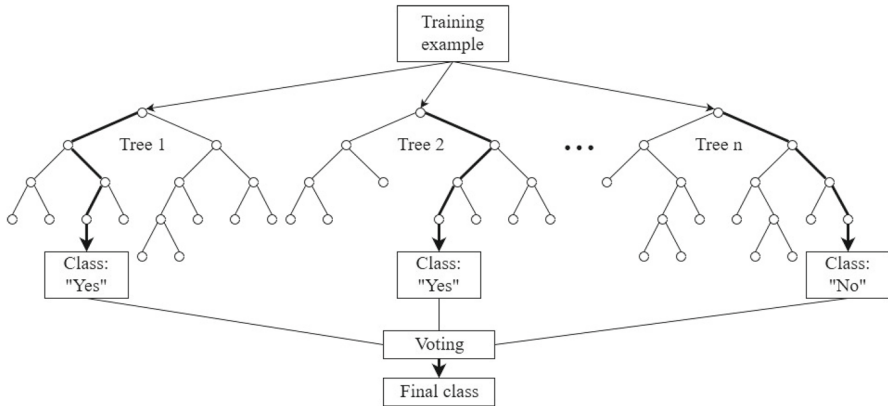 Training
example
Tree 1
Tree 2
...
Tree n
Class:
"Yes"
Class:
"Yes"
Class:
"No"
Voting
Final class